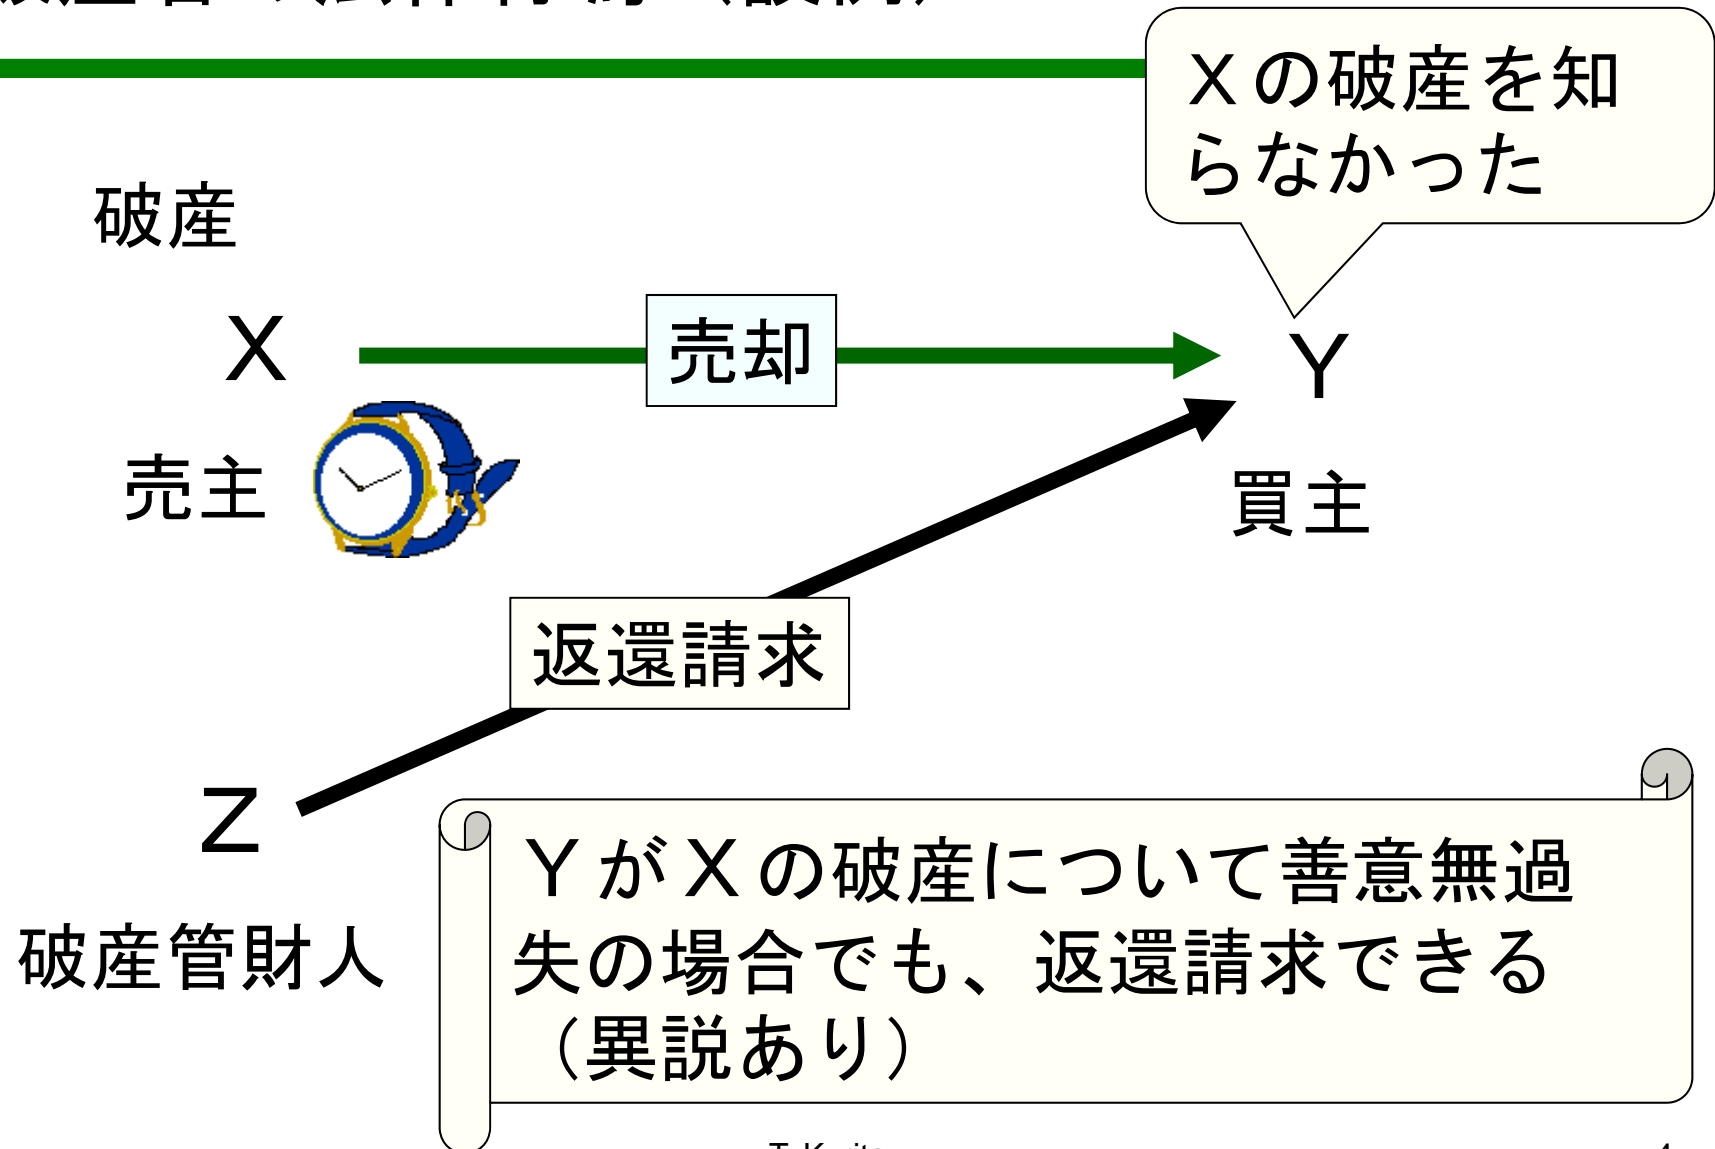 Xの破産を知
らなかった
破産
X
売却
Y
売主
買主
返還請求
Z
破産管財人
YがXの破産について善意無過
失の場合でも、返還請求できる
（異説あり）